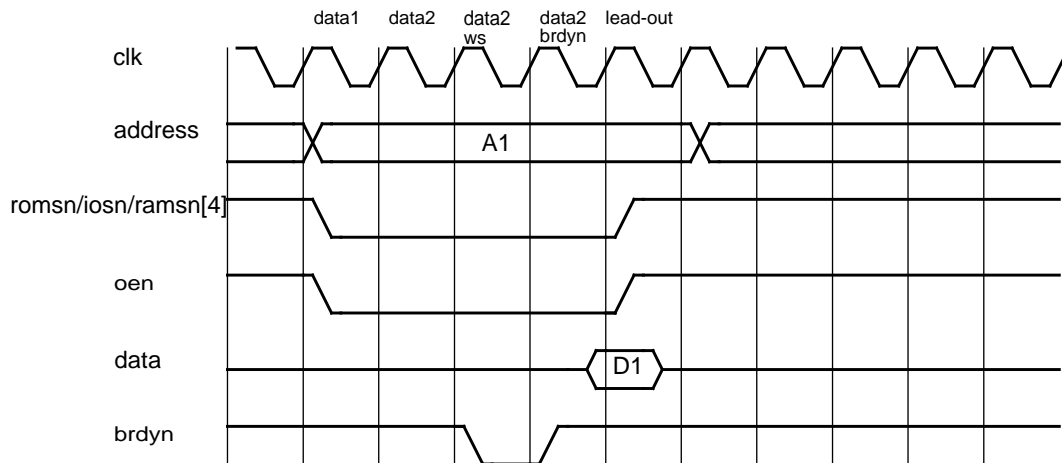 data1 data2 data2 data2 lead-out
ws brdyn
clk
address
A1
romsn/iosn/ramsn[4]
oen
data
D1
brdyn